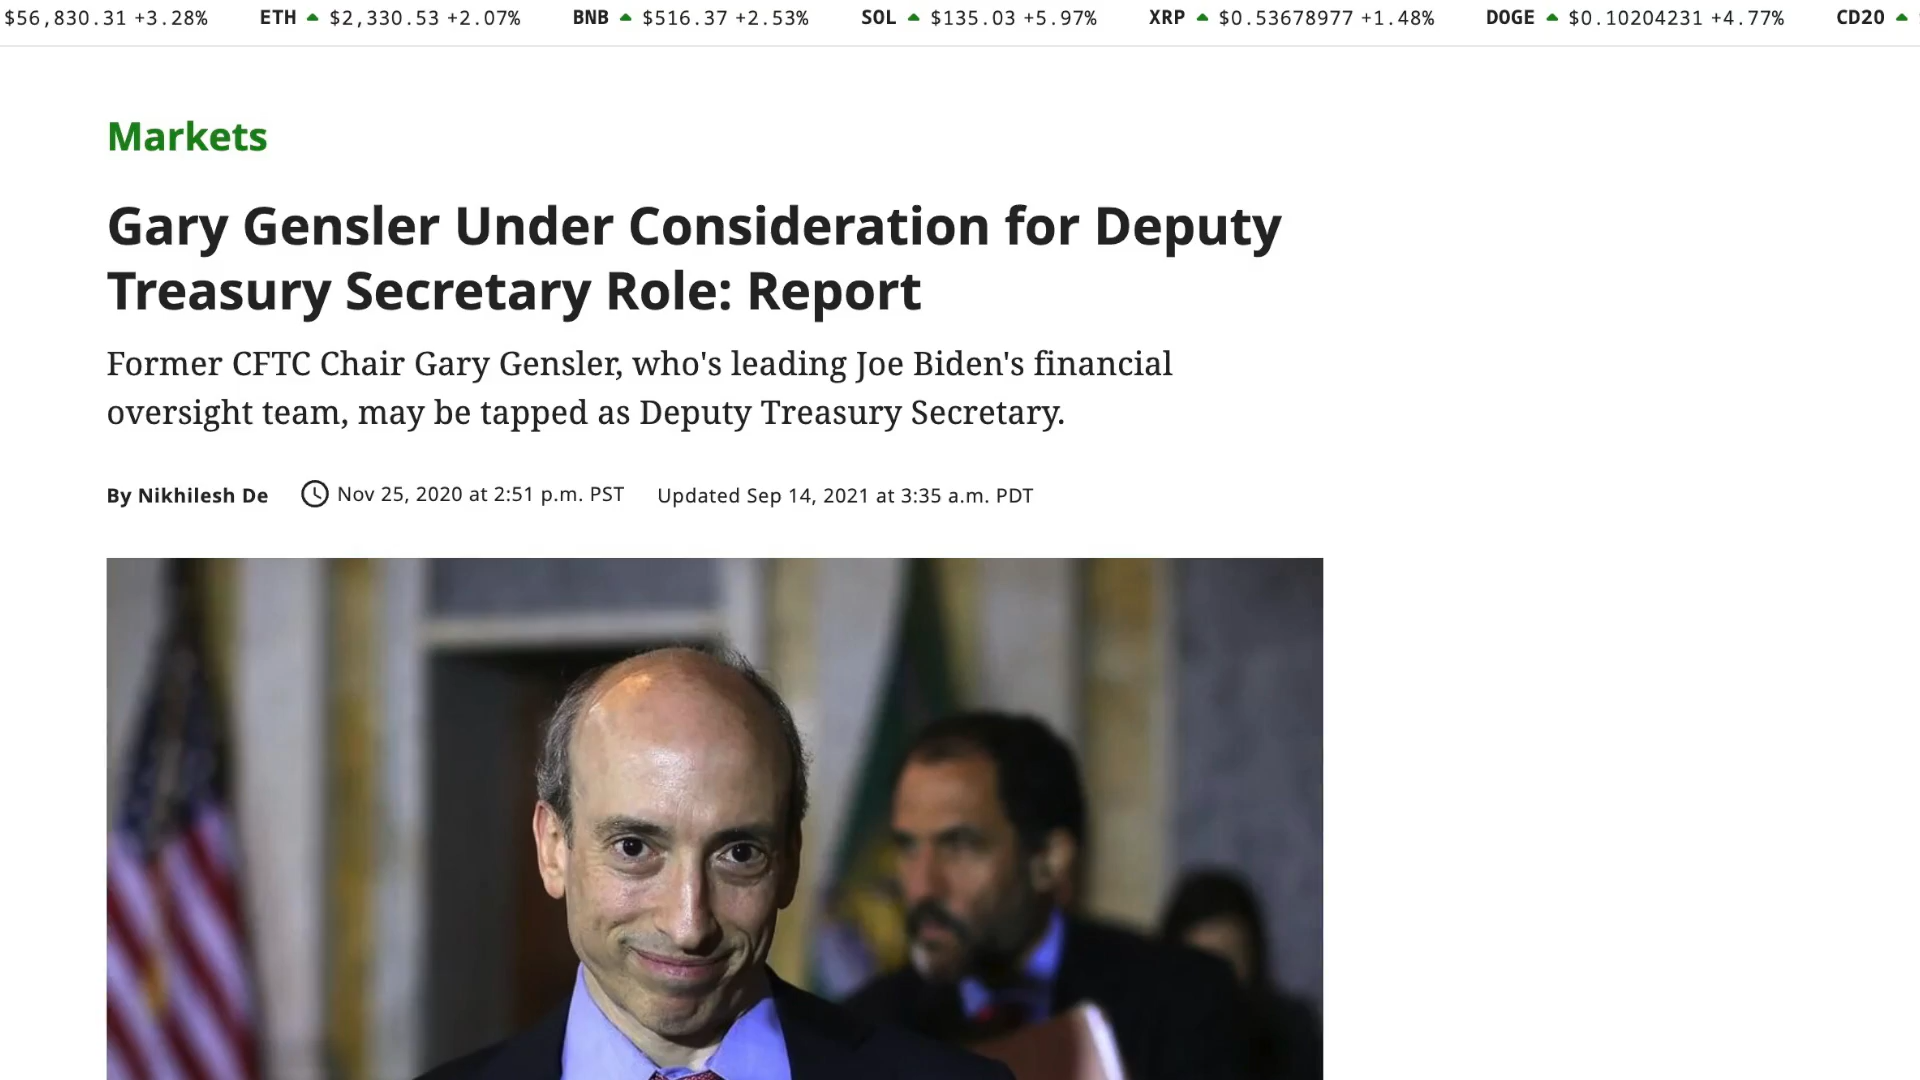 $56,830.31 +3.28% ETH $2,330.53 +2.07% BNB $516.37 +2.53% SOL $135.03 +5.97% XRP $0.53678977 +1.48% DOGE $0.10204231 +4.77% CD20
Markets
Gary Gensler Under Consideration for Deputy
Treasury Secretary Role: Report
Former CFTC Chair Gary Gensler, who's leading Joe Biden's financial
oversight team, may be tapped as Deputy Treasury Secretary.
By Nikhilesh De Nov 25, 2020 at 2:51 p.m. PST Updated Sep 14, 2021 at 3:35 a.m. PDT